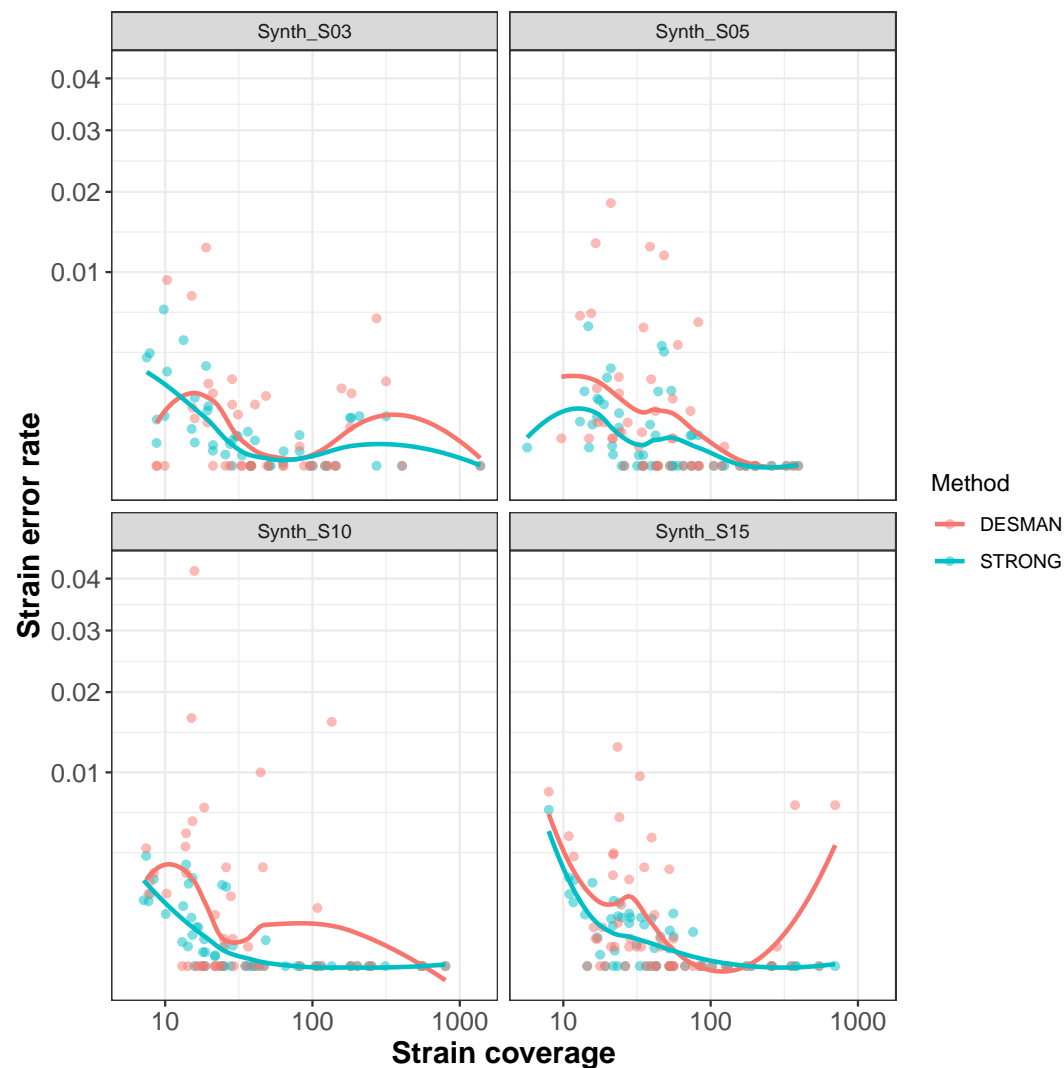 Synth_S03
Synth_S05
0.04
0.03
0.02
0.01
Synth_S10
Synth_S15
0.04
0.03
0.02
0.01
10
100
1000
10
100
1000
Strain coverage
Strain error rate
Method
DESMAN
STRONG